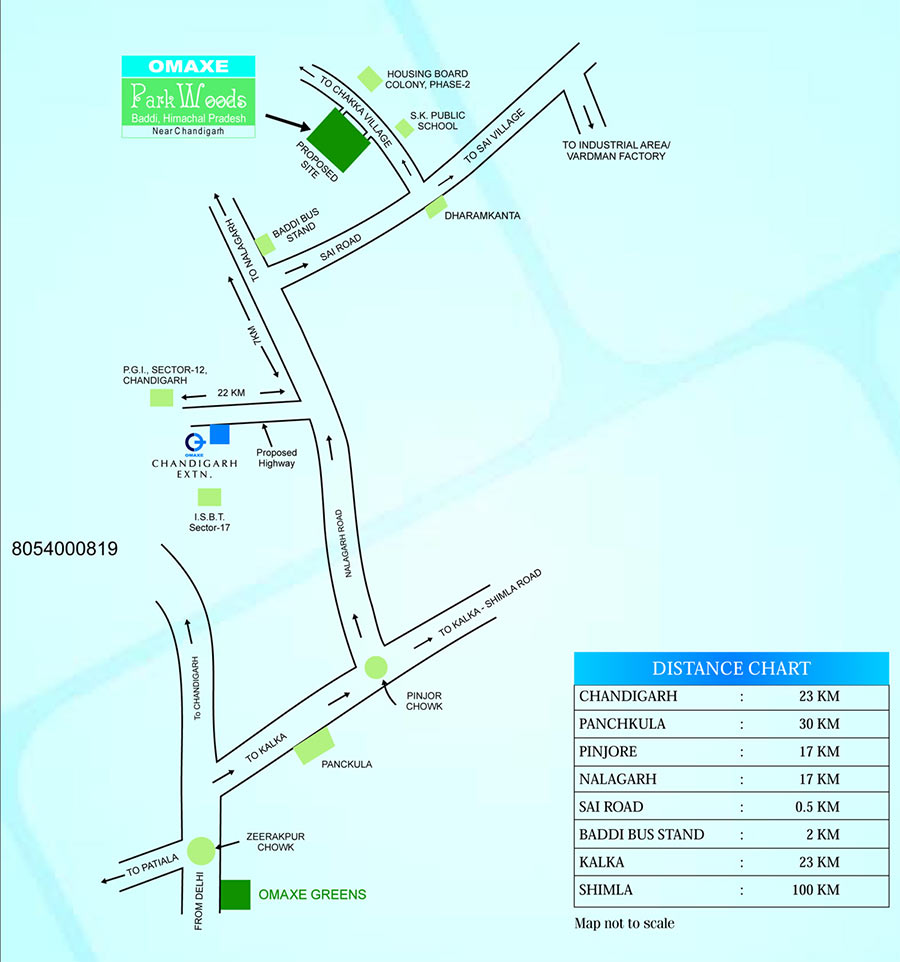 OMAXE
ParkWoods
Baddi, Himachal Pradesh
Near Chandigarh
HOUSING BOARD
COLONY, PHASE-2
TO CHAKKA VILLAGE
S.K. PUBLIC
SCHOOL
PROPOSED
SITE
TO SAI VILLAGE
TO INDUSTRIAL AREA/
VARDMAN FACTORY
DHARAMKANTA
BADDI BUS
STAND
SAI ROAD
TO NALAGARH
7KM
P.G.I., SECTOR-12,
CHANDIGARH
22 KM
Proposed
Highway
OMAXE
CHANDIGARH
EXTN.
I.S.B.T.
Sector-17
8054000819
NALAGARH ROAD
TO KALKA - SHIMLA ROAD
PINJOR
CHOWK
To CHANDIGARH
TO KALKA
PANCKULA
ZEERAKPUR
CHOWK
TO PATIALA
FROM DELHI
OMAXE GREENS
DISTANCE CHART
CHANDIGARH : 23 KM
PANCHKULA : 30 KM
PINJORE : 17 KM
NALAGARH : 17 KM
SAI ROAD : 0.5 KM
BADDI BUS STAND : 2 KM
KALKA : 23 KM
SHIMLA : 100 KM
Map not to scale